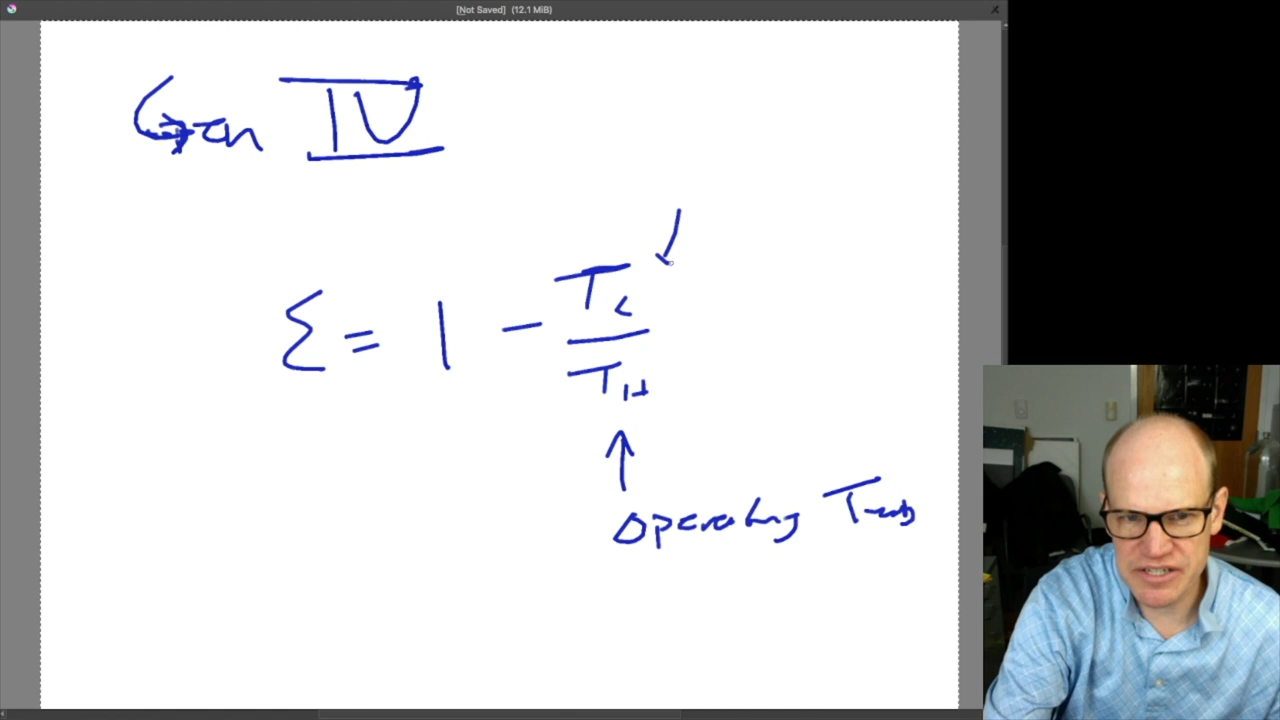 [Not Saved] (12.1 MiB)
Gen IV
ε = 1 - T_C / T_H
Operating Temp